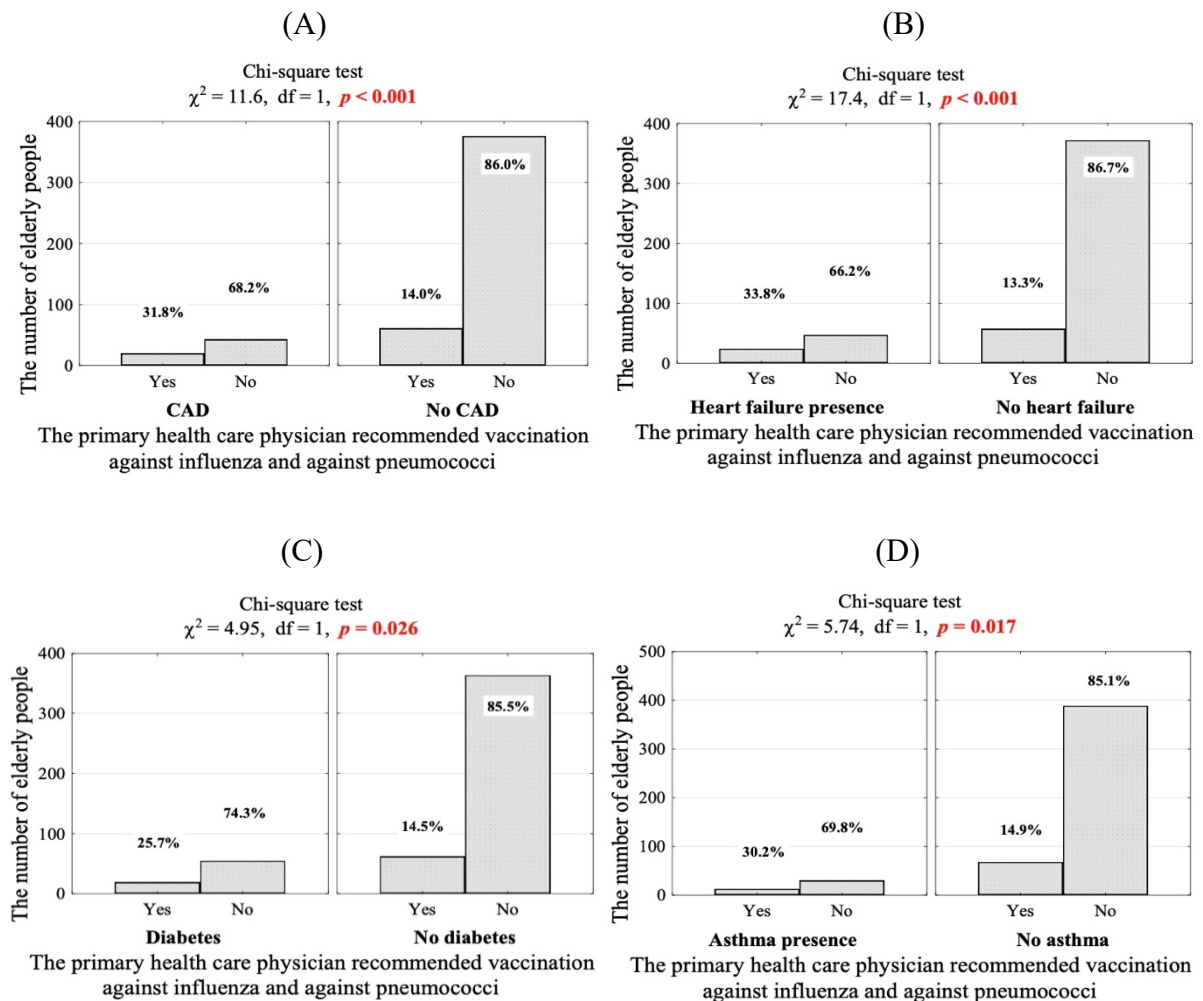 (A)
Chi-square test
χ² = 11.6, df = 1, p < 0.001
The number of elderly people
400
300
200
100
0
31.8%
68.2%
14.0%
86.0%
Yes No Yes No
CAD No CAD
The primary health care physician recommended vaccination
against influenza and against pneumococci
(B)
Chi-square test
χ² = 17.4, df = 1, p < 0.001
The number of elderly people
400
300
200
100
0
33.8%
66.2%
13.3%
86.7%
Yes No Yes No
Heart failure presence No heart failure
The primary health care physician recommended vaccination
against influenza and against pneumococci
(C)
Chi-square test
χ² = 4.95, df = 1, p = 0.026
The number of elderly people
400
300
200
100
0
25.7%
74.3%
14.5%
85.5%
Yes No Yes No
Diabetes No diabetes
The primary health care physician recommended vaccination
against influenza and against pneumococci
(D)
Chi-square test
χ² = 5.74, df = 1, p = 0.017
The number of elderly people
500
400
300
200
100
0
30.2%
69.8%
14.9%
85.1%
Yes No Yes No
Asthma presence No asthma
The primary health care physician recommended vaccination
against influenza and against pneumococci